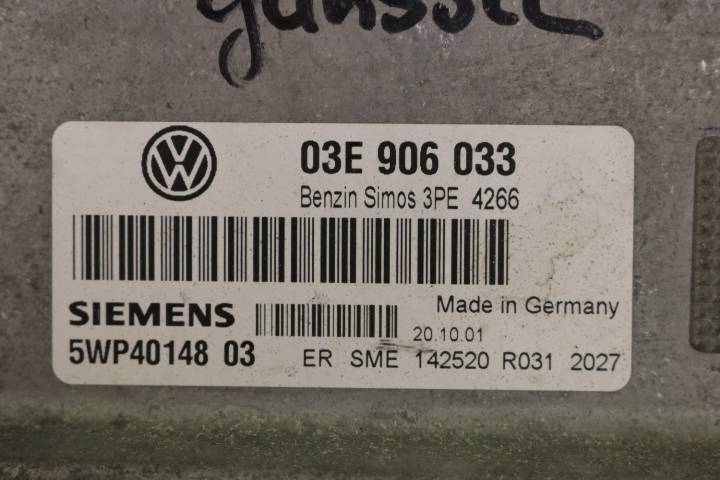 03E 906 033
Benzin Simos 3PE 4266
SIEMENS
Made in Germany
20.10.01
5WP40148 03
ER SME 142520 R031 2027